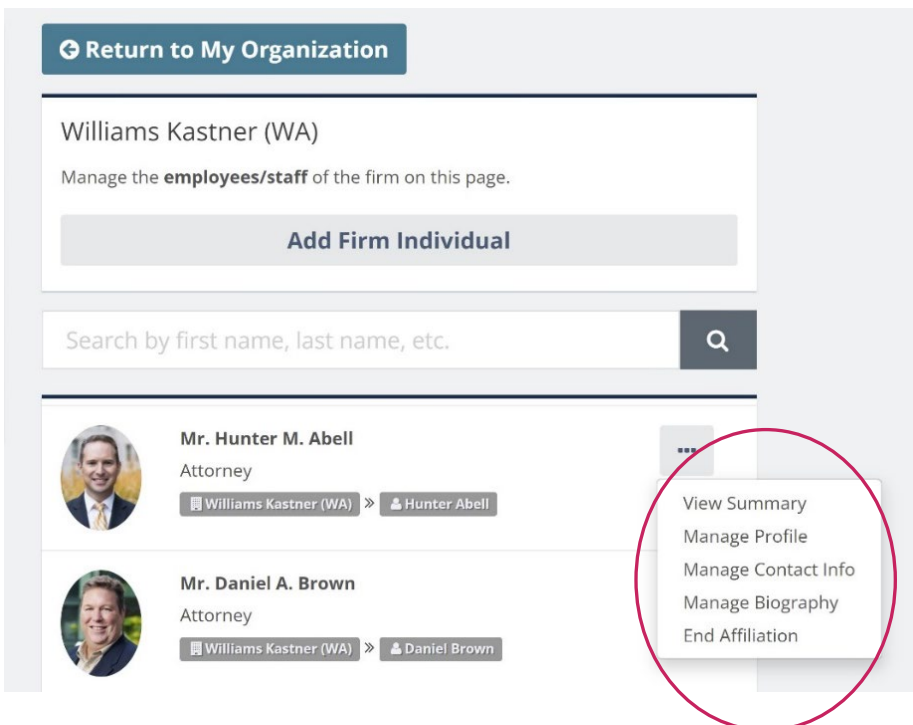 Return to My Organization
Williams Kastner (WA)
Manage the employees/staff of the firm on this page.
Add Firm Individual
Search by first name, last name, etc.
Mr. Hunter M. Abell
Attorney
Williams Kastner (WA) » Hunter Abell
View Summary
Manage Profile
Manage Contact Info
Manage Biography
End Affiliation
Mr. Daniel A. Brown
Attorney
Williams Kastner (WA) » Daniel Brown